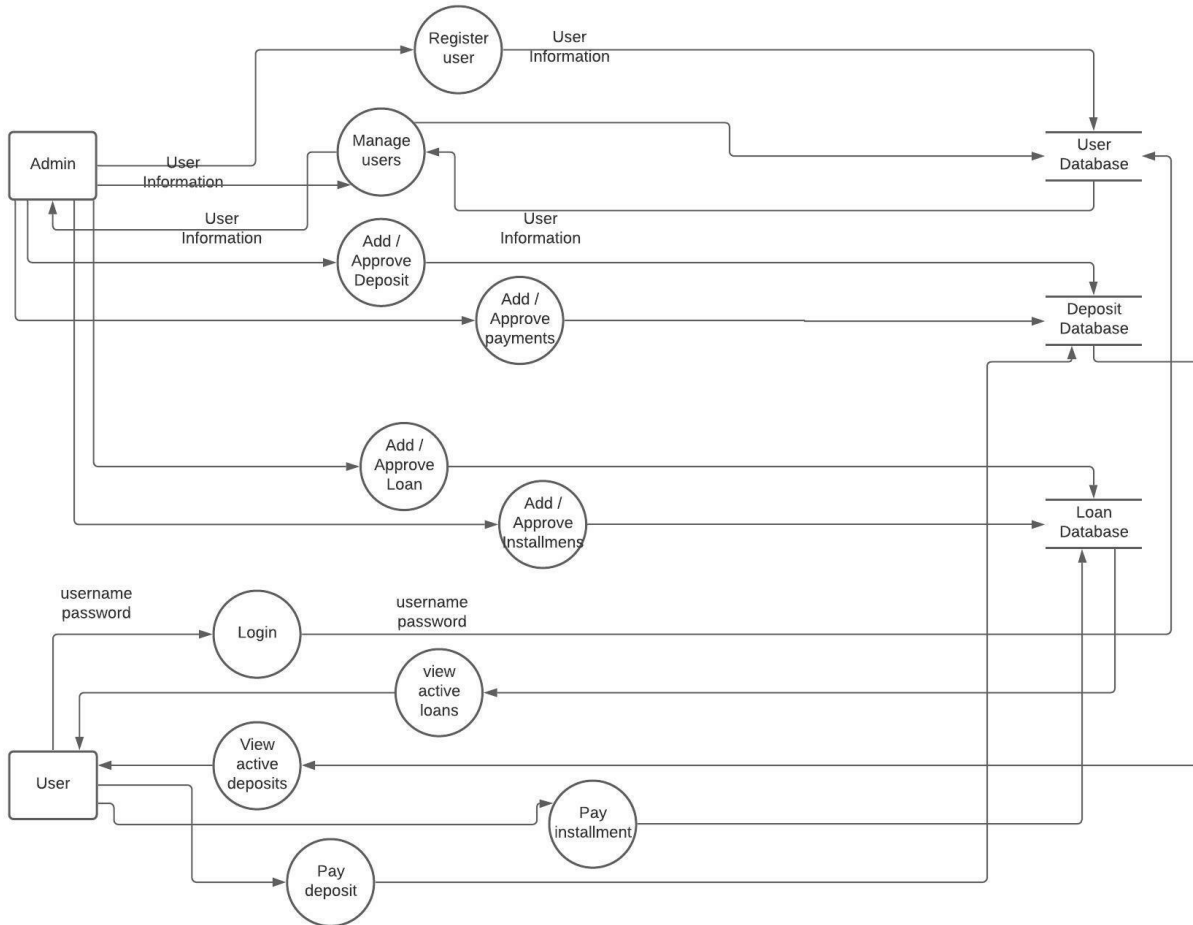 Register
user
User
Information
Admin
User
Information
Manage
users
User
Database
User
Information
User
Information
Add /
Approve
Deposit
Add /
Approve
payments
Deposit
Database
Add /
Approve
Loan
Add /
Approve
Installmens
Loan
Database
username
password
Login
username
password
view
active
loans
User
View
active
deposits
Pay
installment
Pay
deposit